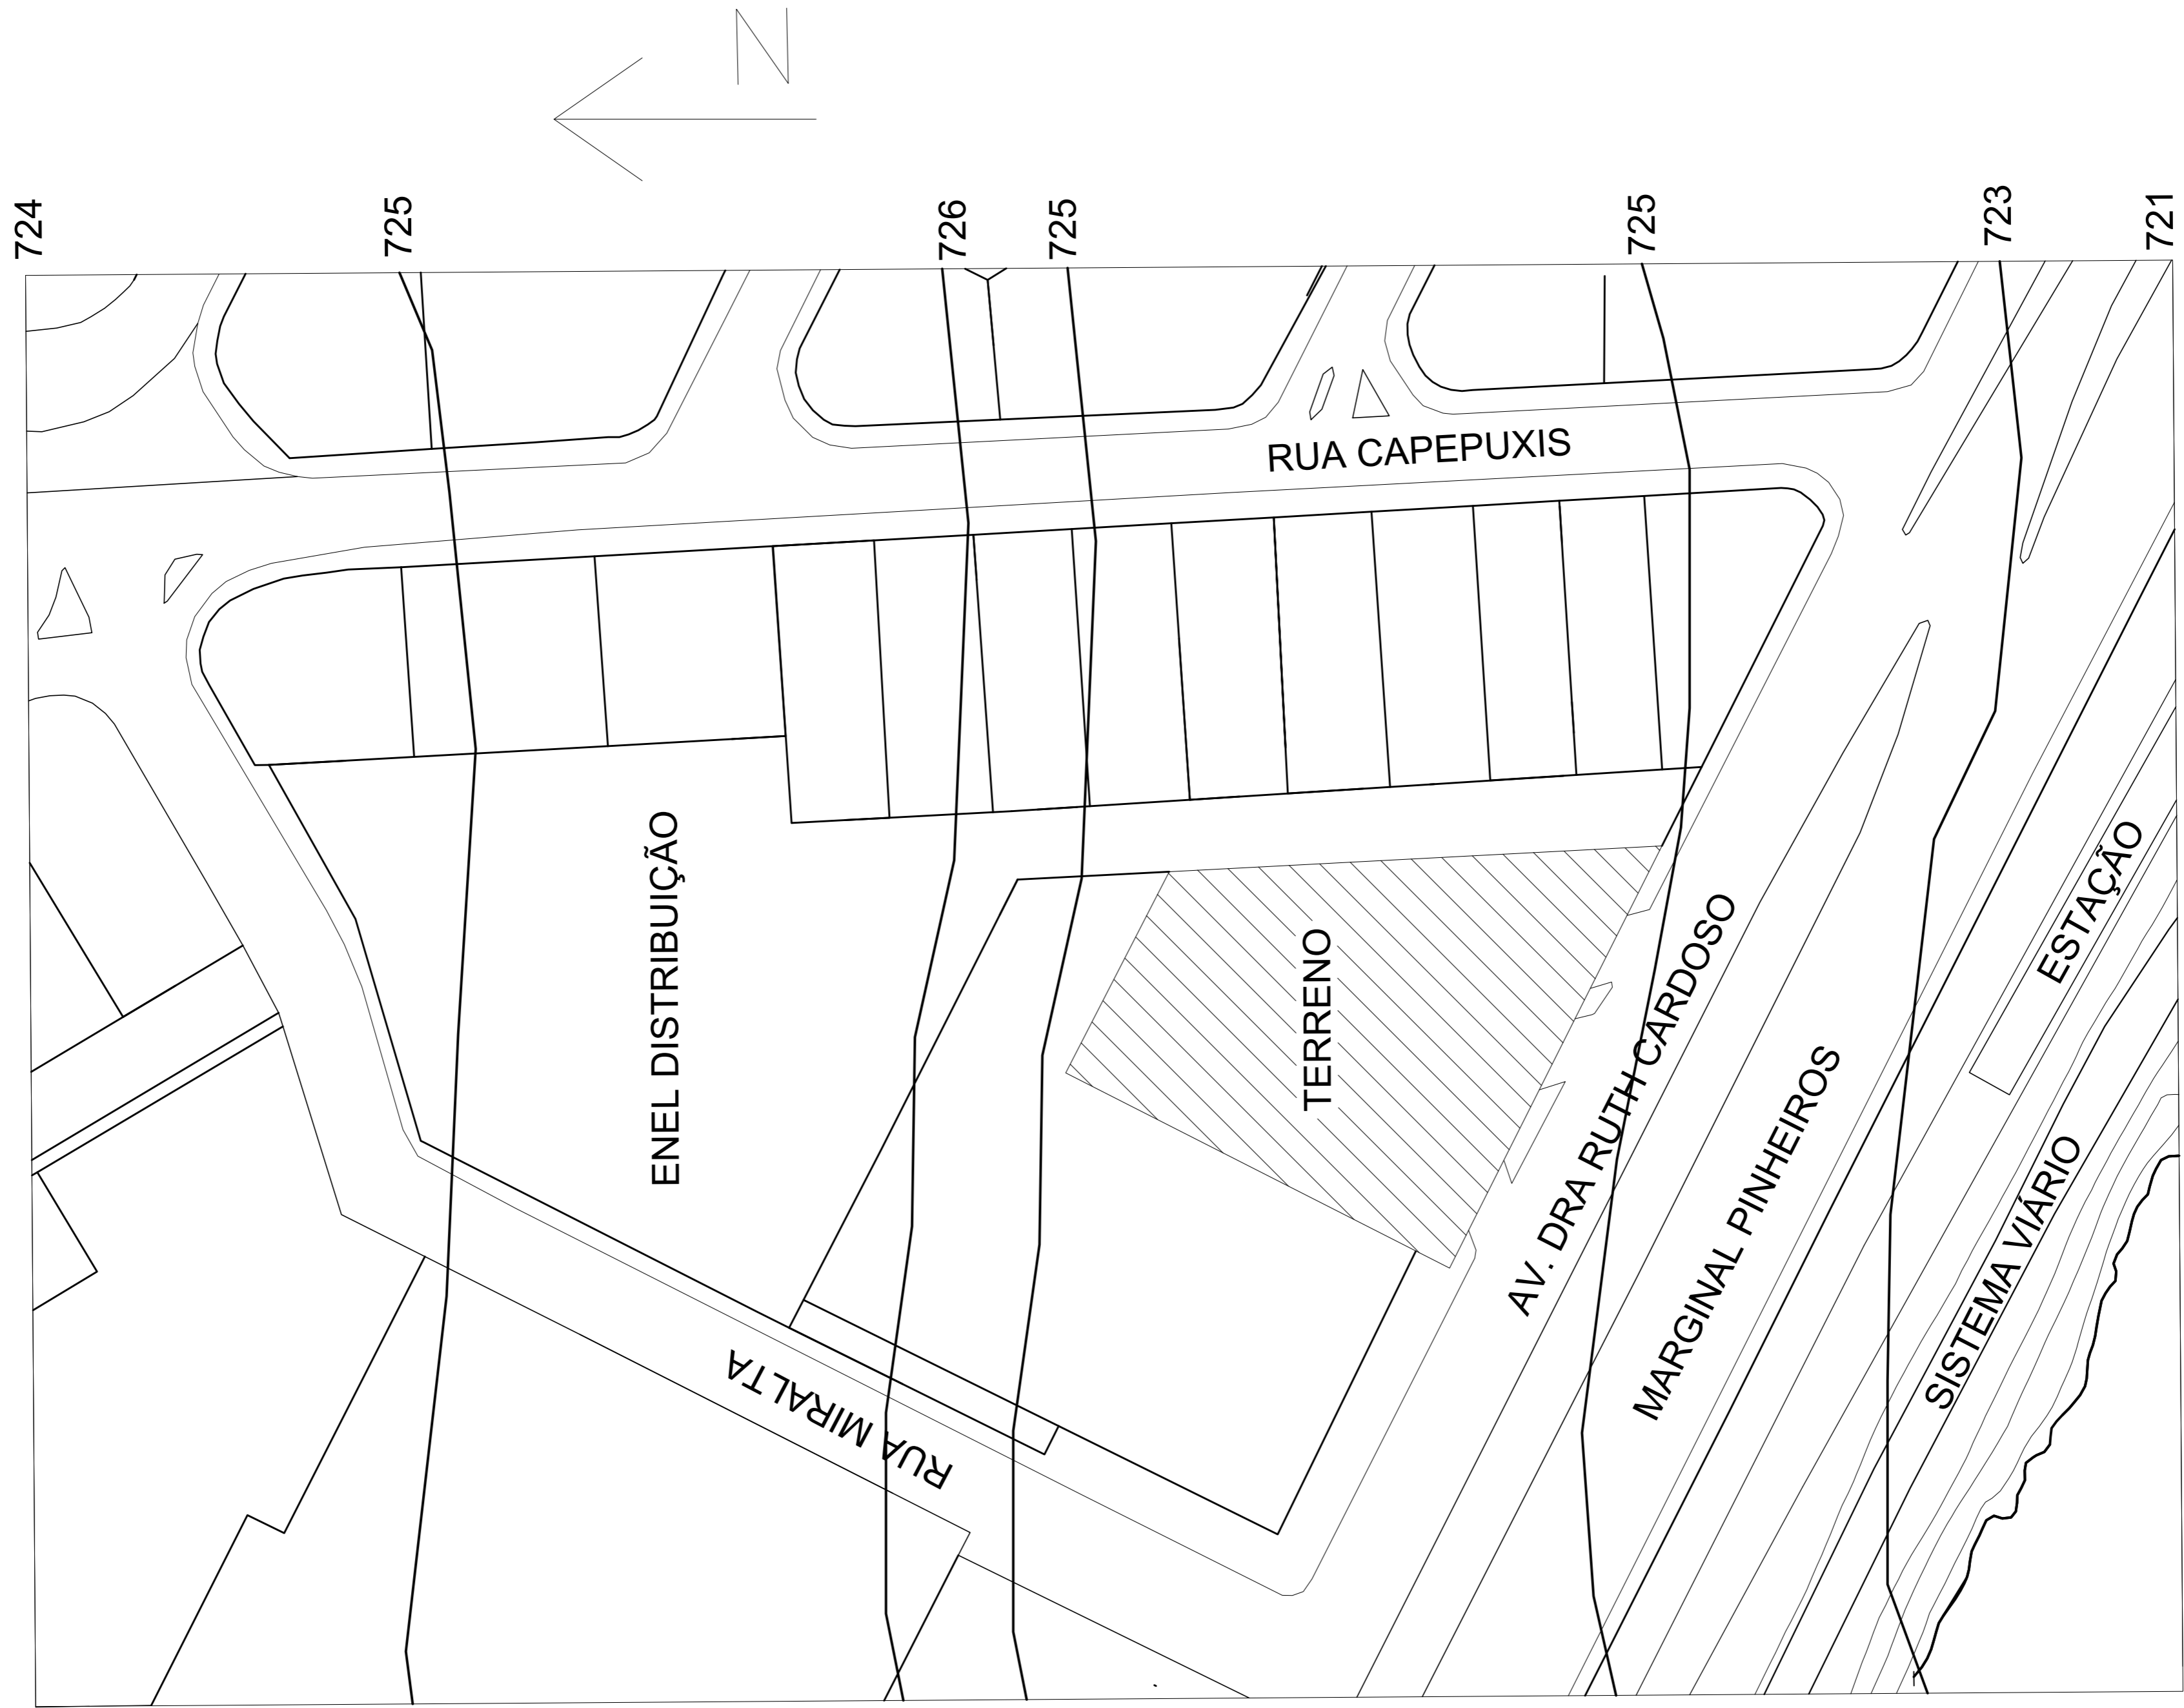 N
724
725
726
725
725
723
721
RUA CAPEPUXIS
ENEL DISTRIBUIÇÃO
TERRENO
AV. DRA RUTH CARDOSO
MARGINAL PINHEIROS
ESTAÇÃO
SISTEMA VIÁRIO
RUA MIRALTA